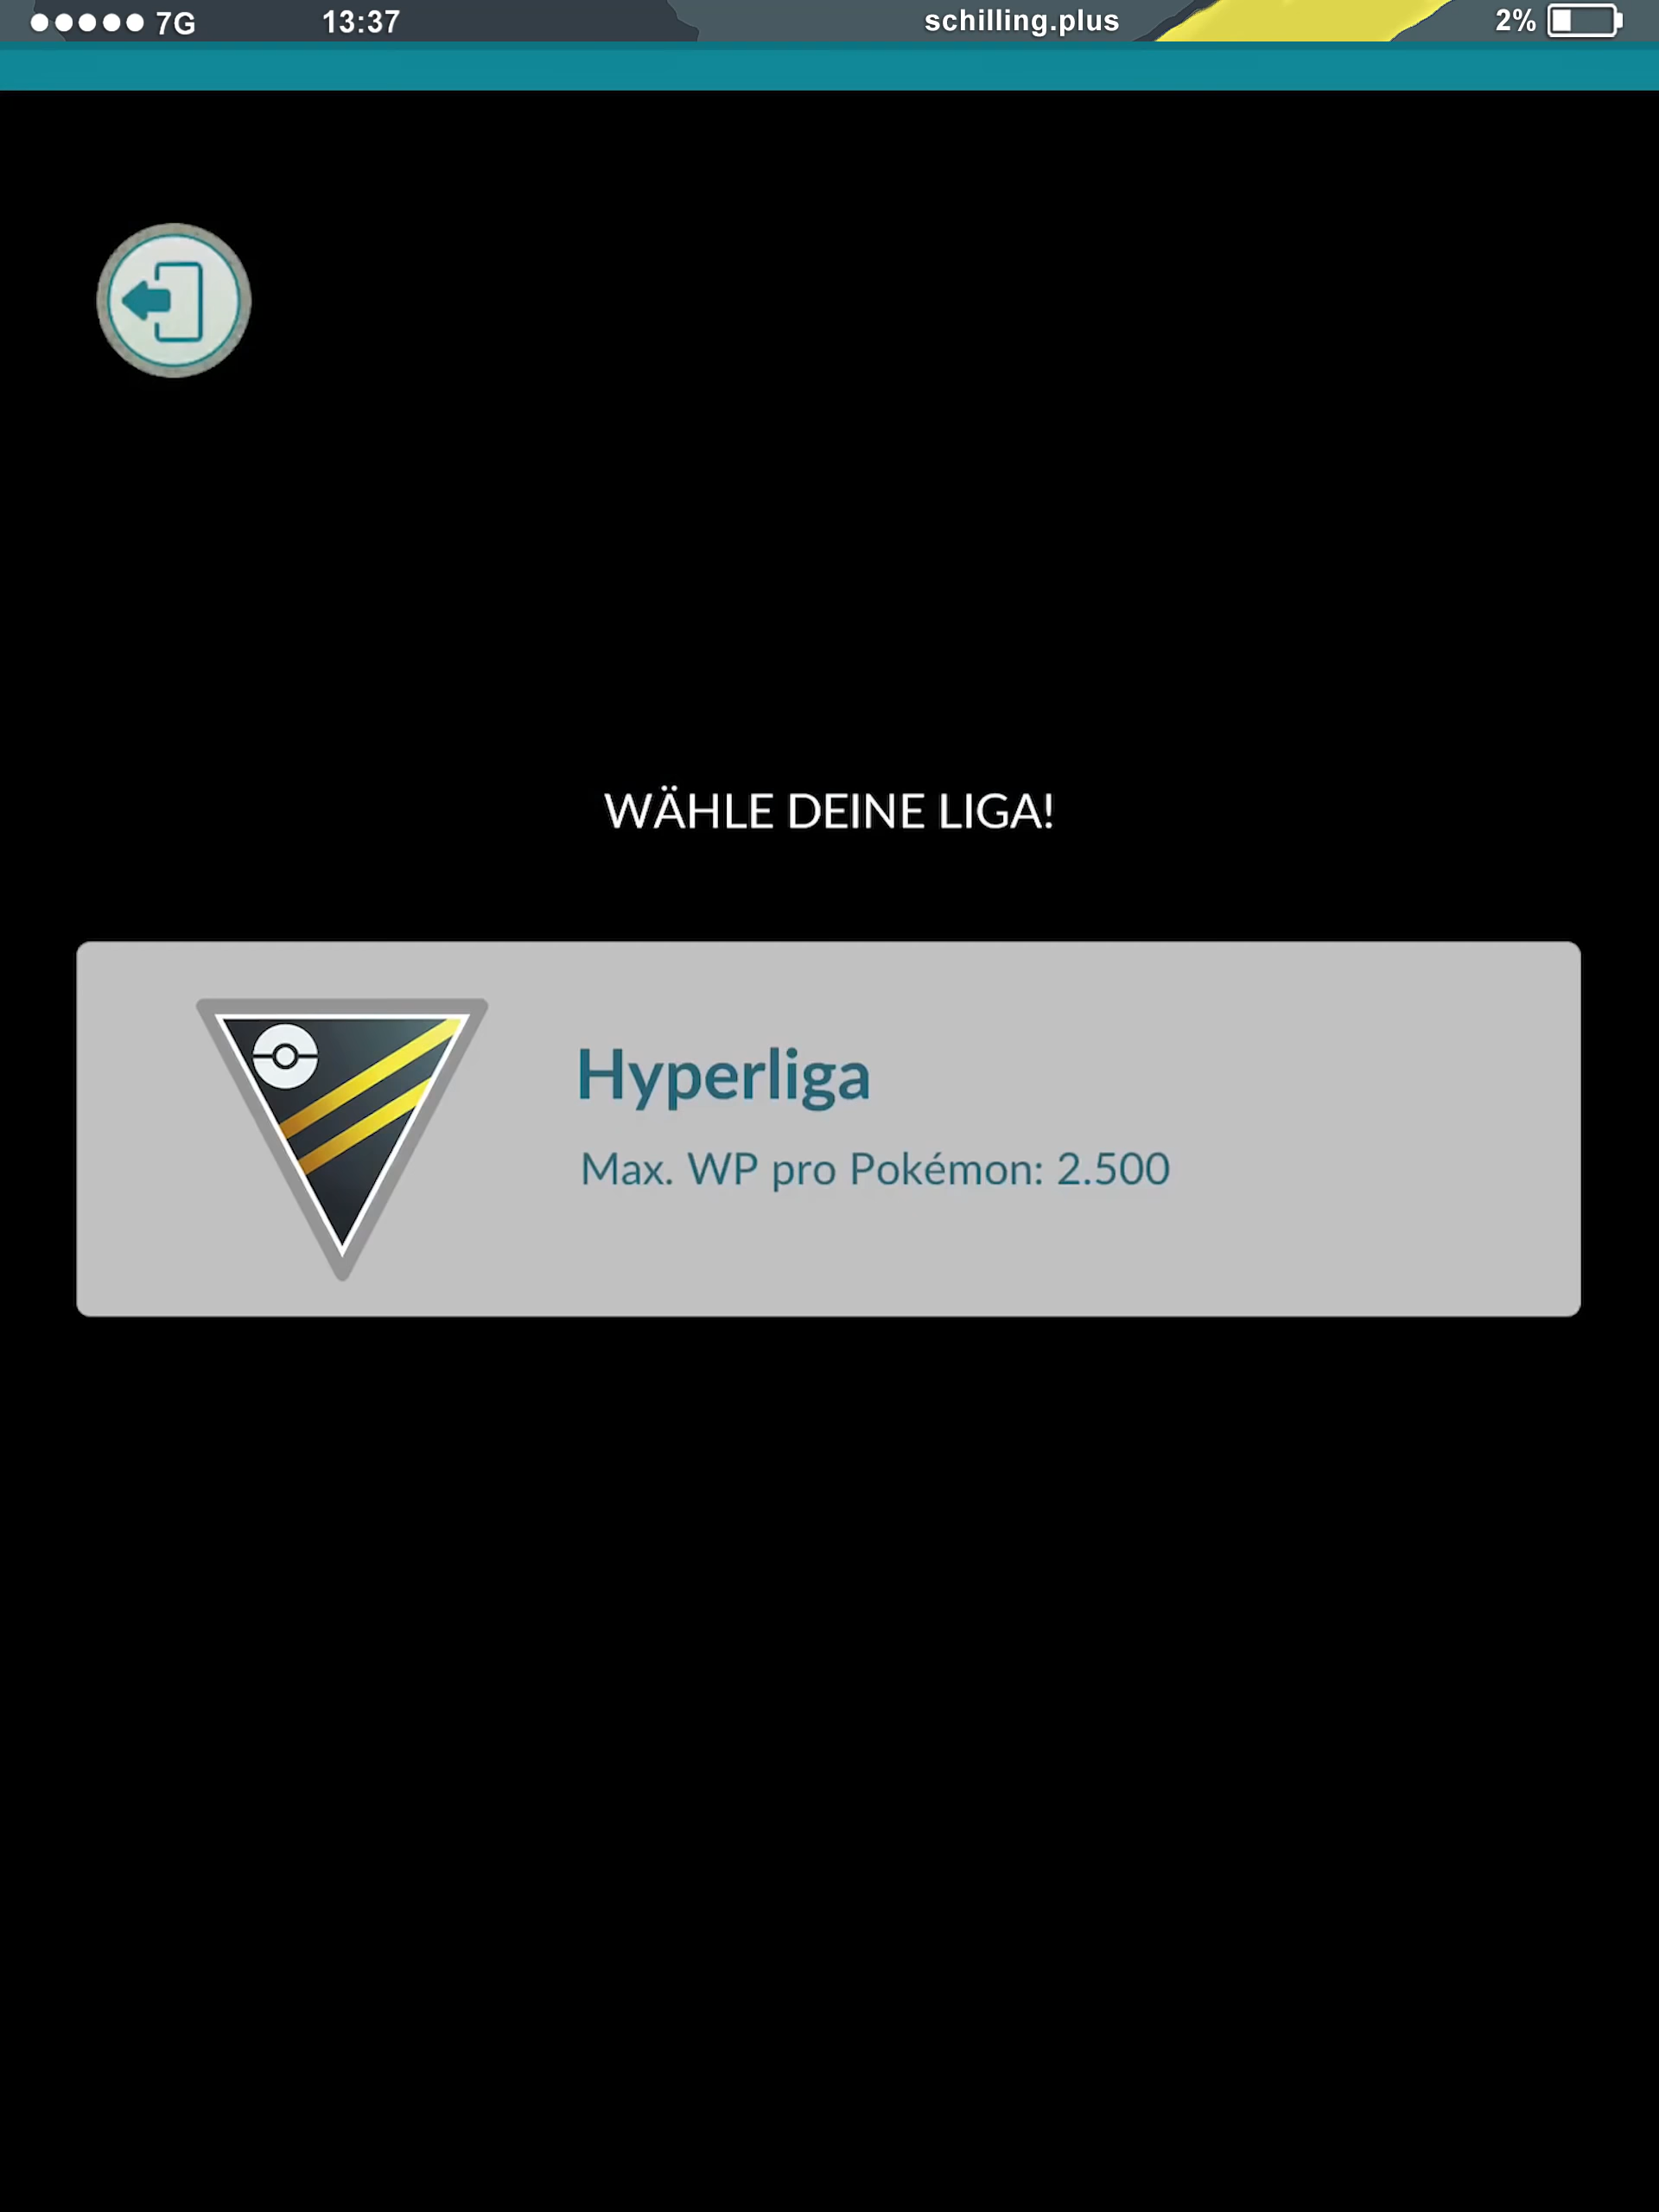 7G 13:37 schilling.plus 2%
WÄHLE DEINE LIGA!
Hyperliga
Max. WP pro Pokémon: 2.500